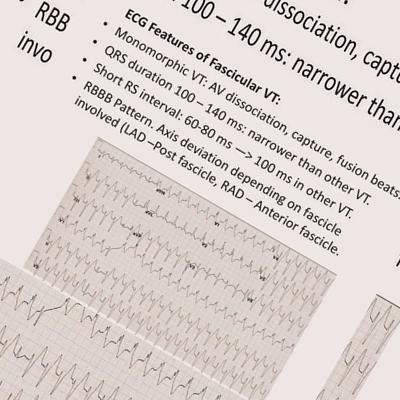 dissociation, captu
100 – 140 ms: narrower than
RBB
invo
ECG Features of Fascicular VT:
• Monomorphic VT: AV dissociation, capture, fusion beats.
• QRS duration 100 – 140 ms: narrower than other VT.
• Short RS interval: 60-80 ms —> 100 ms in other VT.
• RBBB Pattern. Axis deviation depending on fascicle
involved (LAD –Post fascicle, RAD – Anterior fascicle.